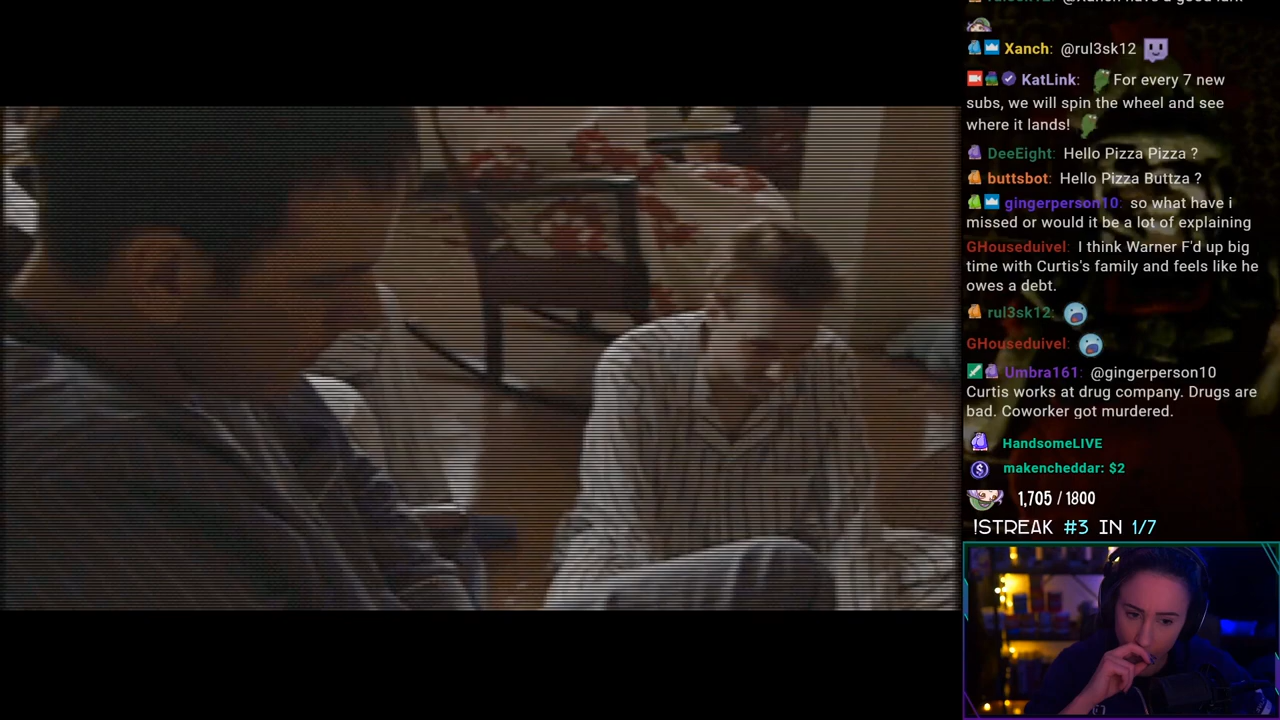 Xanch: @rul3sk12
KatLink: For every 7 new
subs, we will spin the wheel and see
where it lands!
DeeEight: Hello Pizza Pizza ?
buttsbot: Hello Pizza Buttza ?
gingerperson10: so what have i
missed or would it be a lot of explaining
GHouseduivel: I think Warner F'd up big
time with Curtis's family and feels like he
owes a debt.
rul3sk12:
GHouseduivel:
Umbra161: @gingerperson10
Curtis works at drug company. Drugs are
bad. Coworker got murdered.
HandsomeLIVE
makencheddar: $2
1,705 / 1800
!STREAK #3 IN 1/7